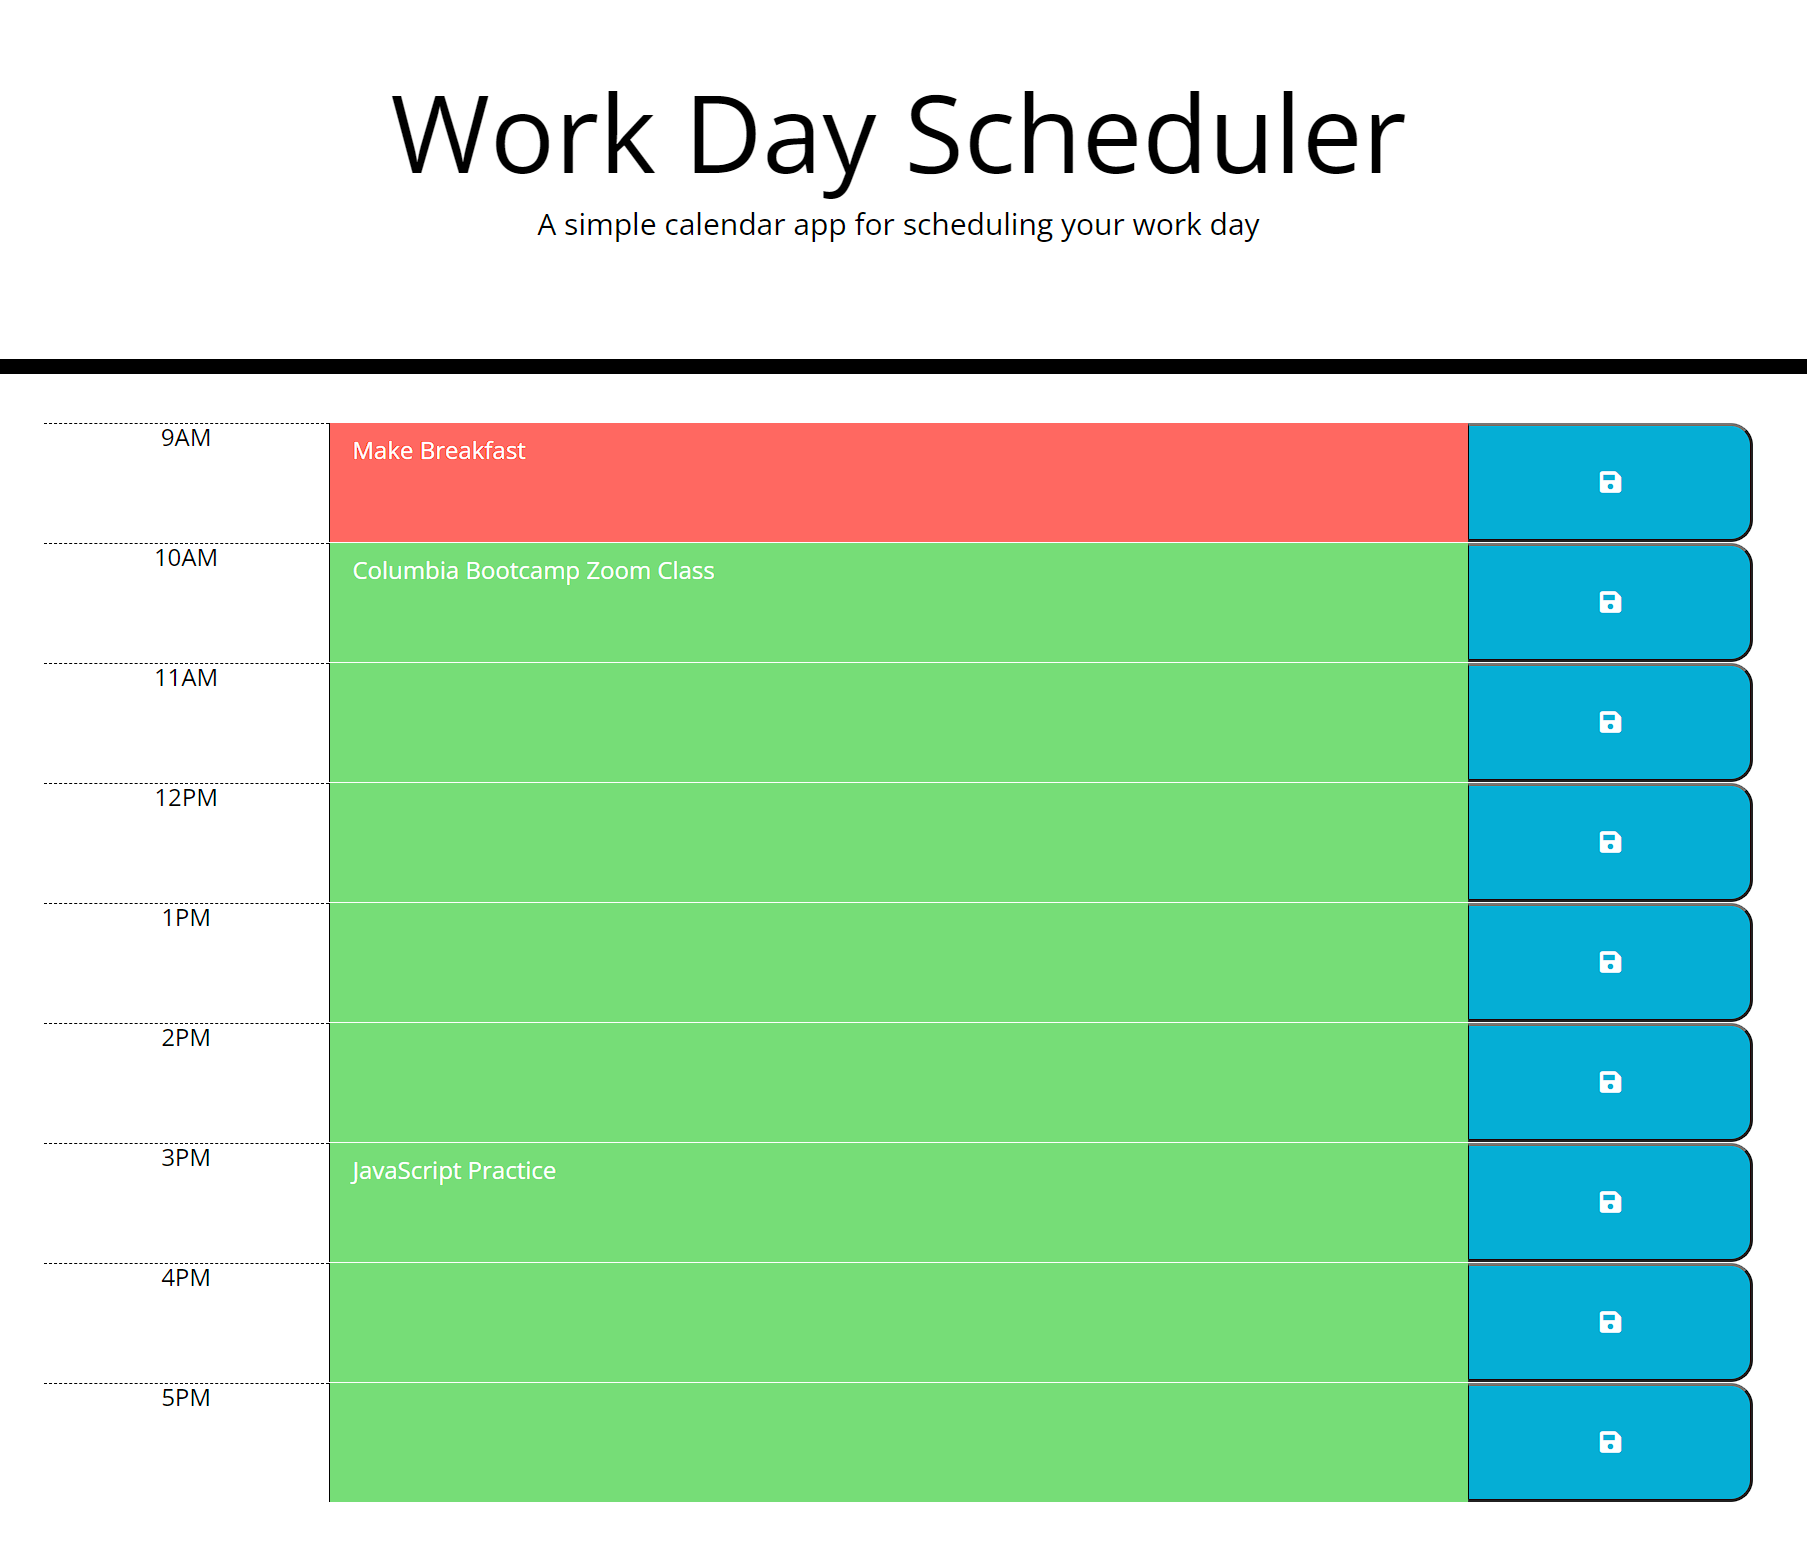 Work Day Scheduler
A simple calendar app for scheduling your work day
9AM
Make Breakfast
10AM
Columbia Bootcamp Zoom Class
11AM
12PM
1PM
2PM
3PM
JavaScript Practice
4PM
5PM